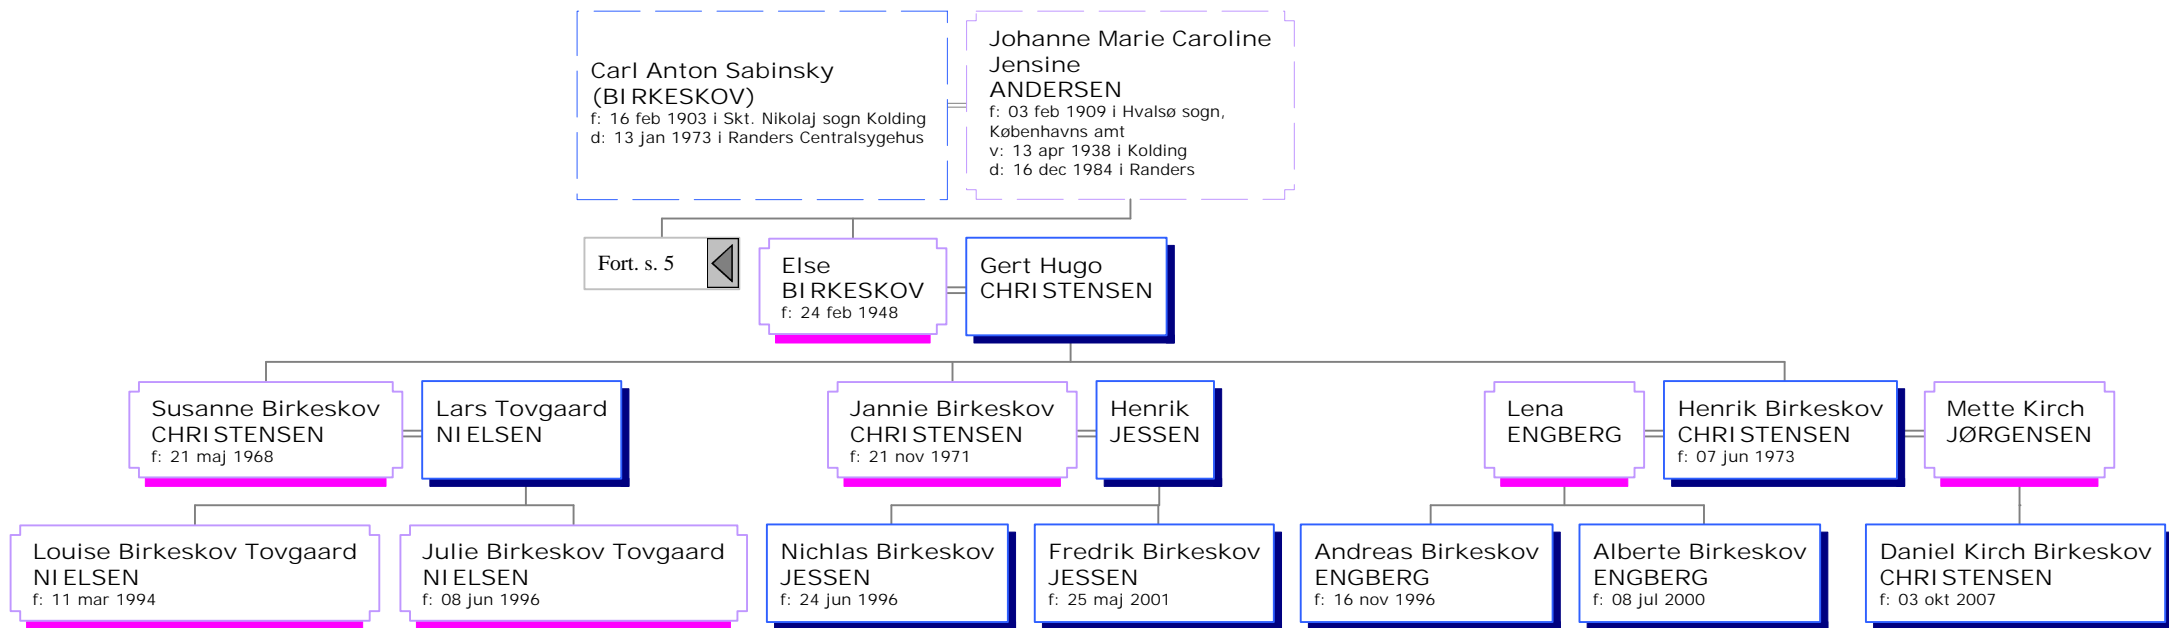 Carl Anton Sabinsky
(BIRKESKOV)
f: 16 feb 1903 i Skt. Nikolaj sogn Kolding
d: 13 jan 1973 i Randers Centralsygehus
Johanne Marie Caroline
Jensine
ANDERSEN
f: 03 feb 1909 i Hvalsø sogn,
Københavns amt
v: 13 apr 1938 i Kolding
d: 16 dec 1984 i Randers
Fort. s. 5
Else
BIRKESKOV
f: 24 feb 1948
Gert Hugo
CHRISTENSEN
Susanne Birkeskov
CHRISTENSEN
f: 21 maj 1968
Lars Tovgaard
NIELSEN
Jannie Birkeskov
CHRISTENSEN
f: 21 nov 1971
Henrik
JESSEN
Lena
ENGBERG
Henrik Birkeskov
CHRISTENSEN
f: 07 jun 1973
Mette Kirch
JØRGENSEN
Louise Birkeskov Tovgaard
NIELSEN
f: 11 mar 1994
Julie Birkeskov Tovgaard
NIELSEN
f: 08 jun 1996
Nichlas Birkeskov
JESSEN
f: 24 jun 1996
Fredrik Birkeskov
JESSEN
f: 25 maj 2001
Andreas Birkeskov
ENGBERG
f: 16 nov 1996
Alberte Birkeskov
ENGBERG
f: 08 jul 2000
Daniel Kirch Birkeskov
CHRISTENSEN
f: 03 okt 2007